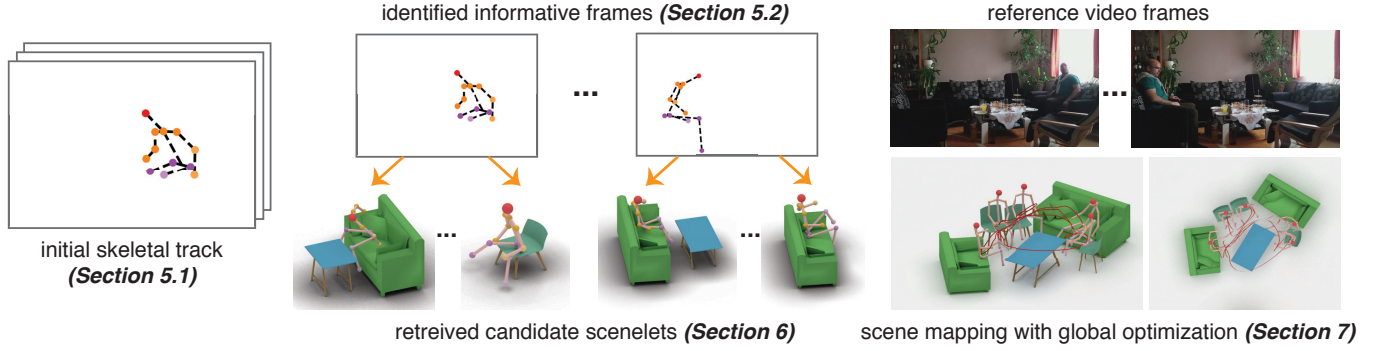 identified informative frames (Section 5.2)
reference video frames
...
...
initial skeletal track
(Section 5.1)
...
...
retreived candidate scenelets (Section 6)
scene mapping with global optimization (Section 7)